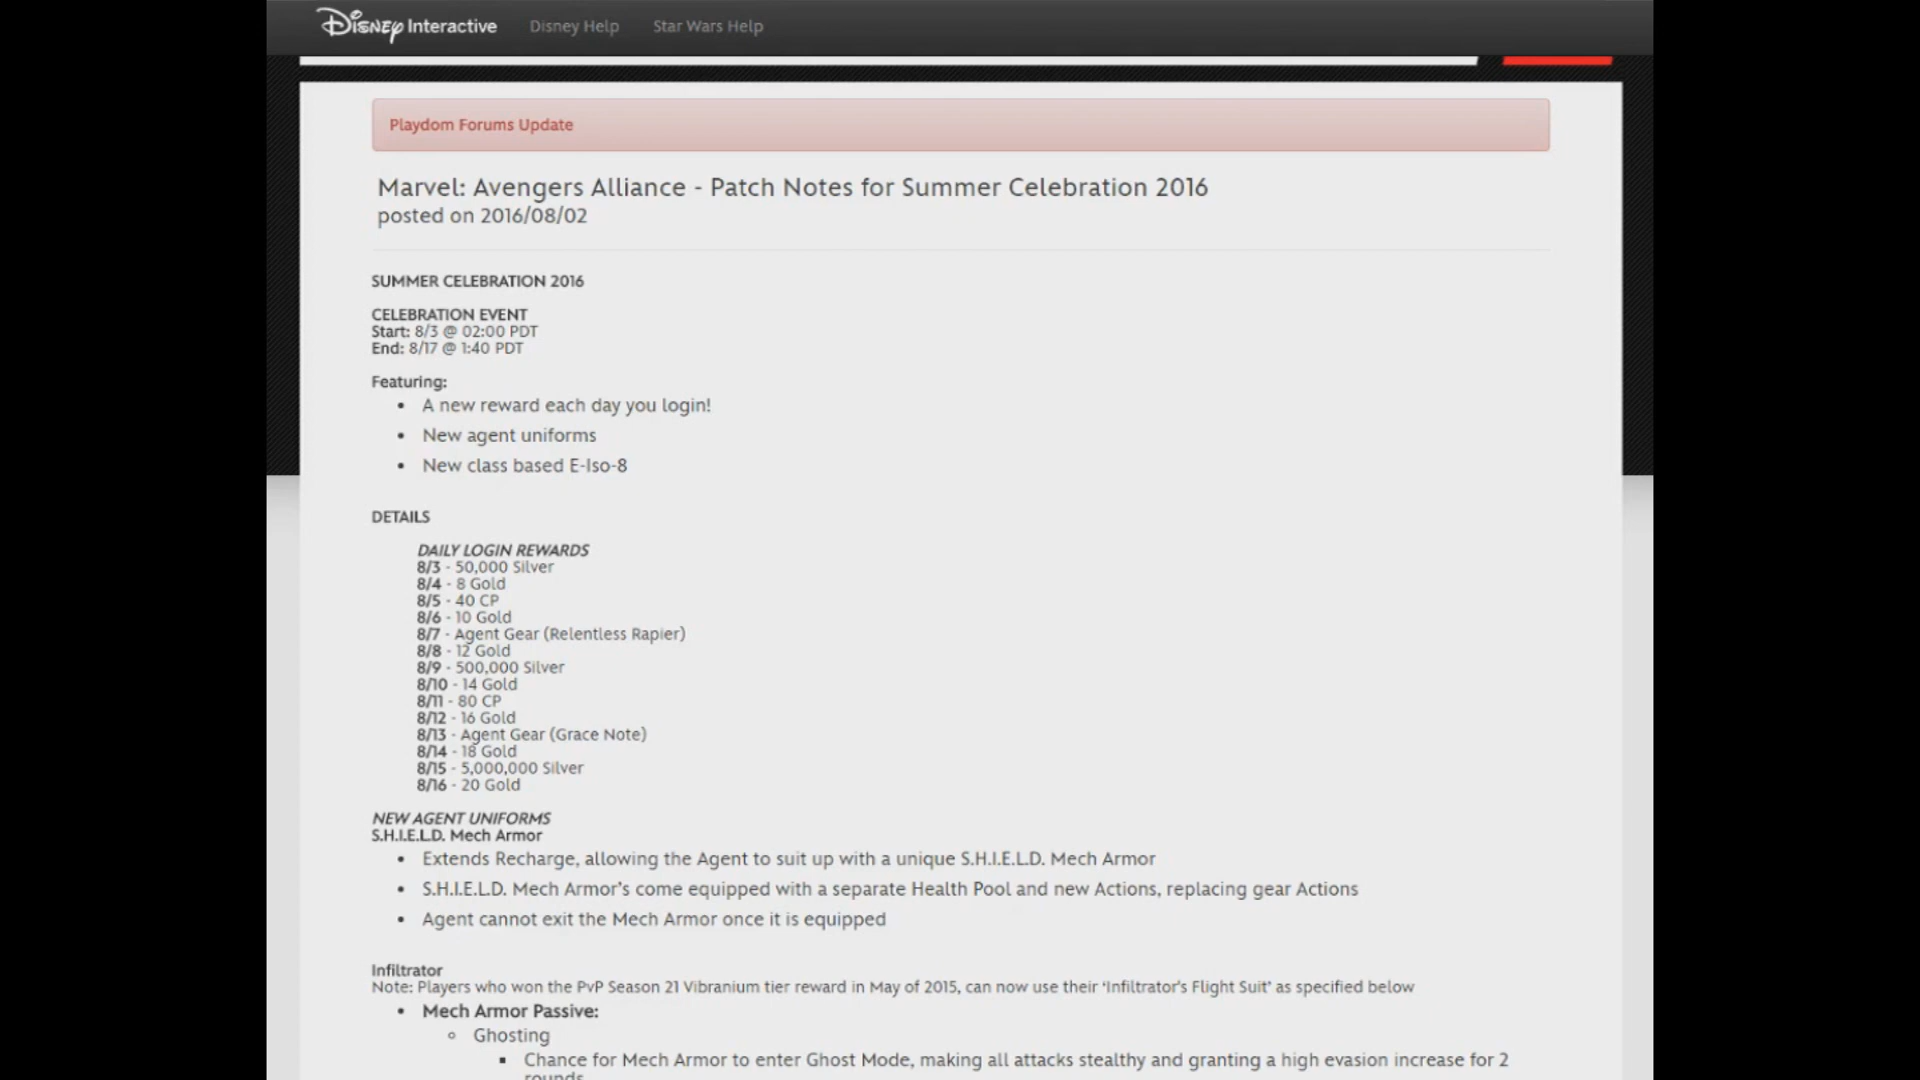 Disney Interactive Disney Help Star Wars Help
Playdom Forums Update
Marvel: Avengers Alliance - Patch Notes for Summer Celebration 2016
posted on 2016/08/02
SUMMER CELEBRATION 2016
CELEBRATION EVENT
Start: 8/3 @ 02:00 PDT
End: 8/17 @ 1:40 PDT
Featuring:
• A new reward each day you login!
• New agent uniforms
• New class based E-Iso-8
DETAILS
DAILY LOGIN REWARDS
8/3 - 50,000 Silver
8/4 - 8 Gold
8/5 - 40 CP
8/6 - 10 Gold
8/7 - Agent Gear (Relentless Rapier)
8/8 - 12 Gold
8/9 - 500,000 Silver
8/10 - 14 Gold
8/11 - 80 CP
8/12 - 16 Gold
8/13 - Agent Gear (Grace Note)
8/14 - 18 Gold
8/15 - 5,000,000 Silver
8/16 - 20 Gold
NEW AGENT UNIFORMS
S.H.I.E.L.D. Mech Armor
• Extends Recharge, allowing the Agent to suit up with a unique S.H.I.E.L.D. Mech Armor
• S.H.I.E.L.D. Mech Armor's come equipped with a separate Health Pool and new Actions, replacing gear Actions
• Agent cannot exit the Mech Armor once it is equipped
Infiltrator
Note: Players who won the PvP Season 21 Vibranium tier reward in May of 2015, can now use their 'Infiltrator's Flight Suit' as specified below
• Mech Armor Passive:
◦ Ghosting
▪ Chance for Mech Armor to enter Ghost Mode, making all attacks stealthy and granting a high evasion increase for 2
rounds